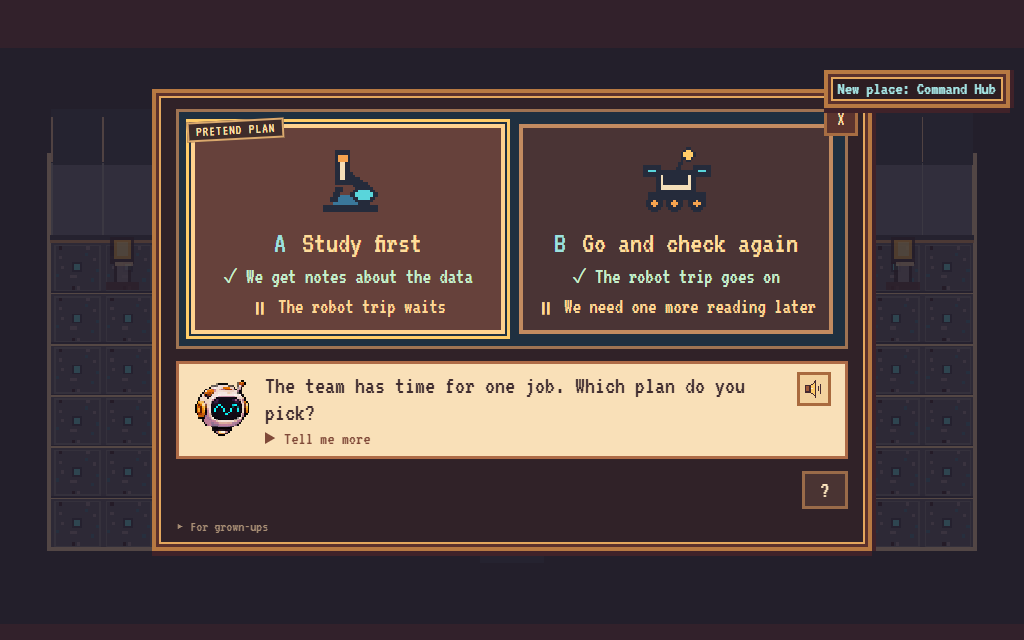 New place: Command Hub
X
PRETEND PLAN
A Study first
✓ We get notes about the data
The robot trip waits
B Go and check again
✓ The robot trip goes on
We need one more reading later
The team has time for one job. Which plan do you
pick?
Tell me more
?
For grown-ups